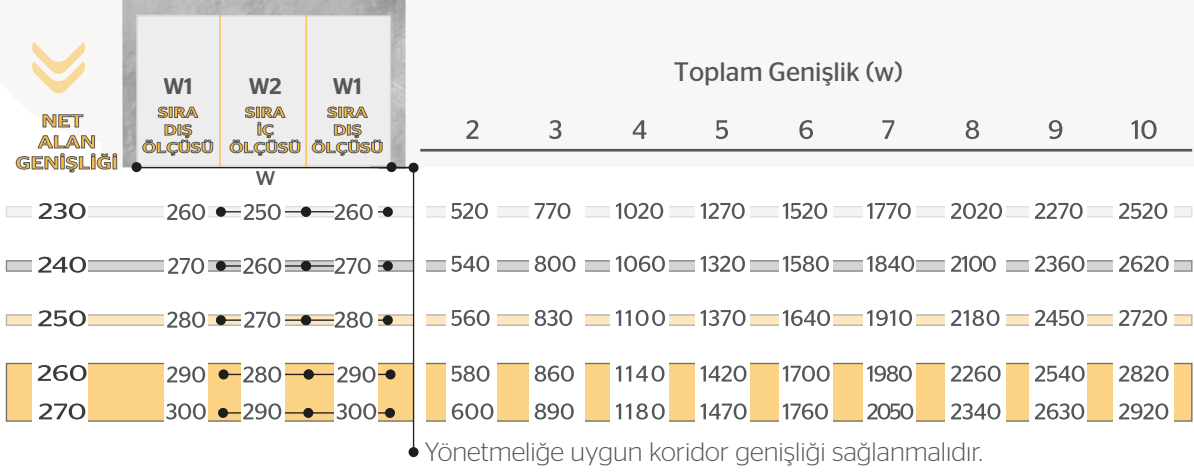 W1 W2 W1
SIRA DIŞ ÖLÇÜSÜ SIRA İÇ ÖLÇÜSÜ SIRA DIŞ ÖLÇÜSÜ
NET
ALAN
GENİŞLİĞİ
Toplam Genişlik (w)
2 3 4 5 6 7 8 9 10
W
230 260 250 260 520 770 1020 1270 1520 1770 2020 2270 2520
240 270 260 270 540 800 1060 1320 1580 1840 2100 2360 2620
250 280 270 280 560 830 1100 1370 1640 1910 2180 2450 2720
260 290 280 290 580 860 1140 1420 1700 1980 2260 2540 2820
270 300 290 300 600 890 1180 1470 1760 2050 2340 2630 2920
Yönetmeliğe uygun koridor genişliği sağlanmalıdır.